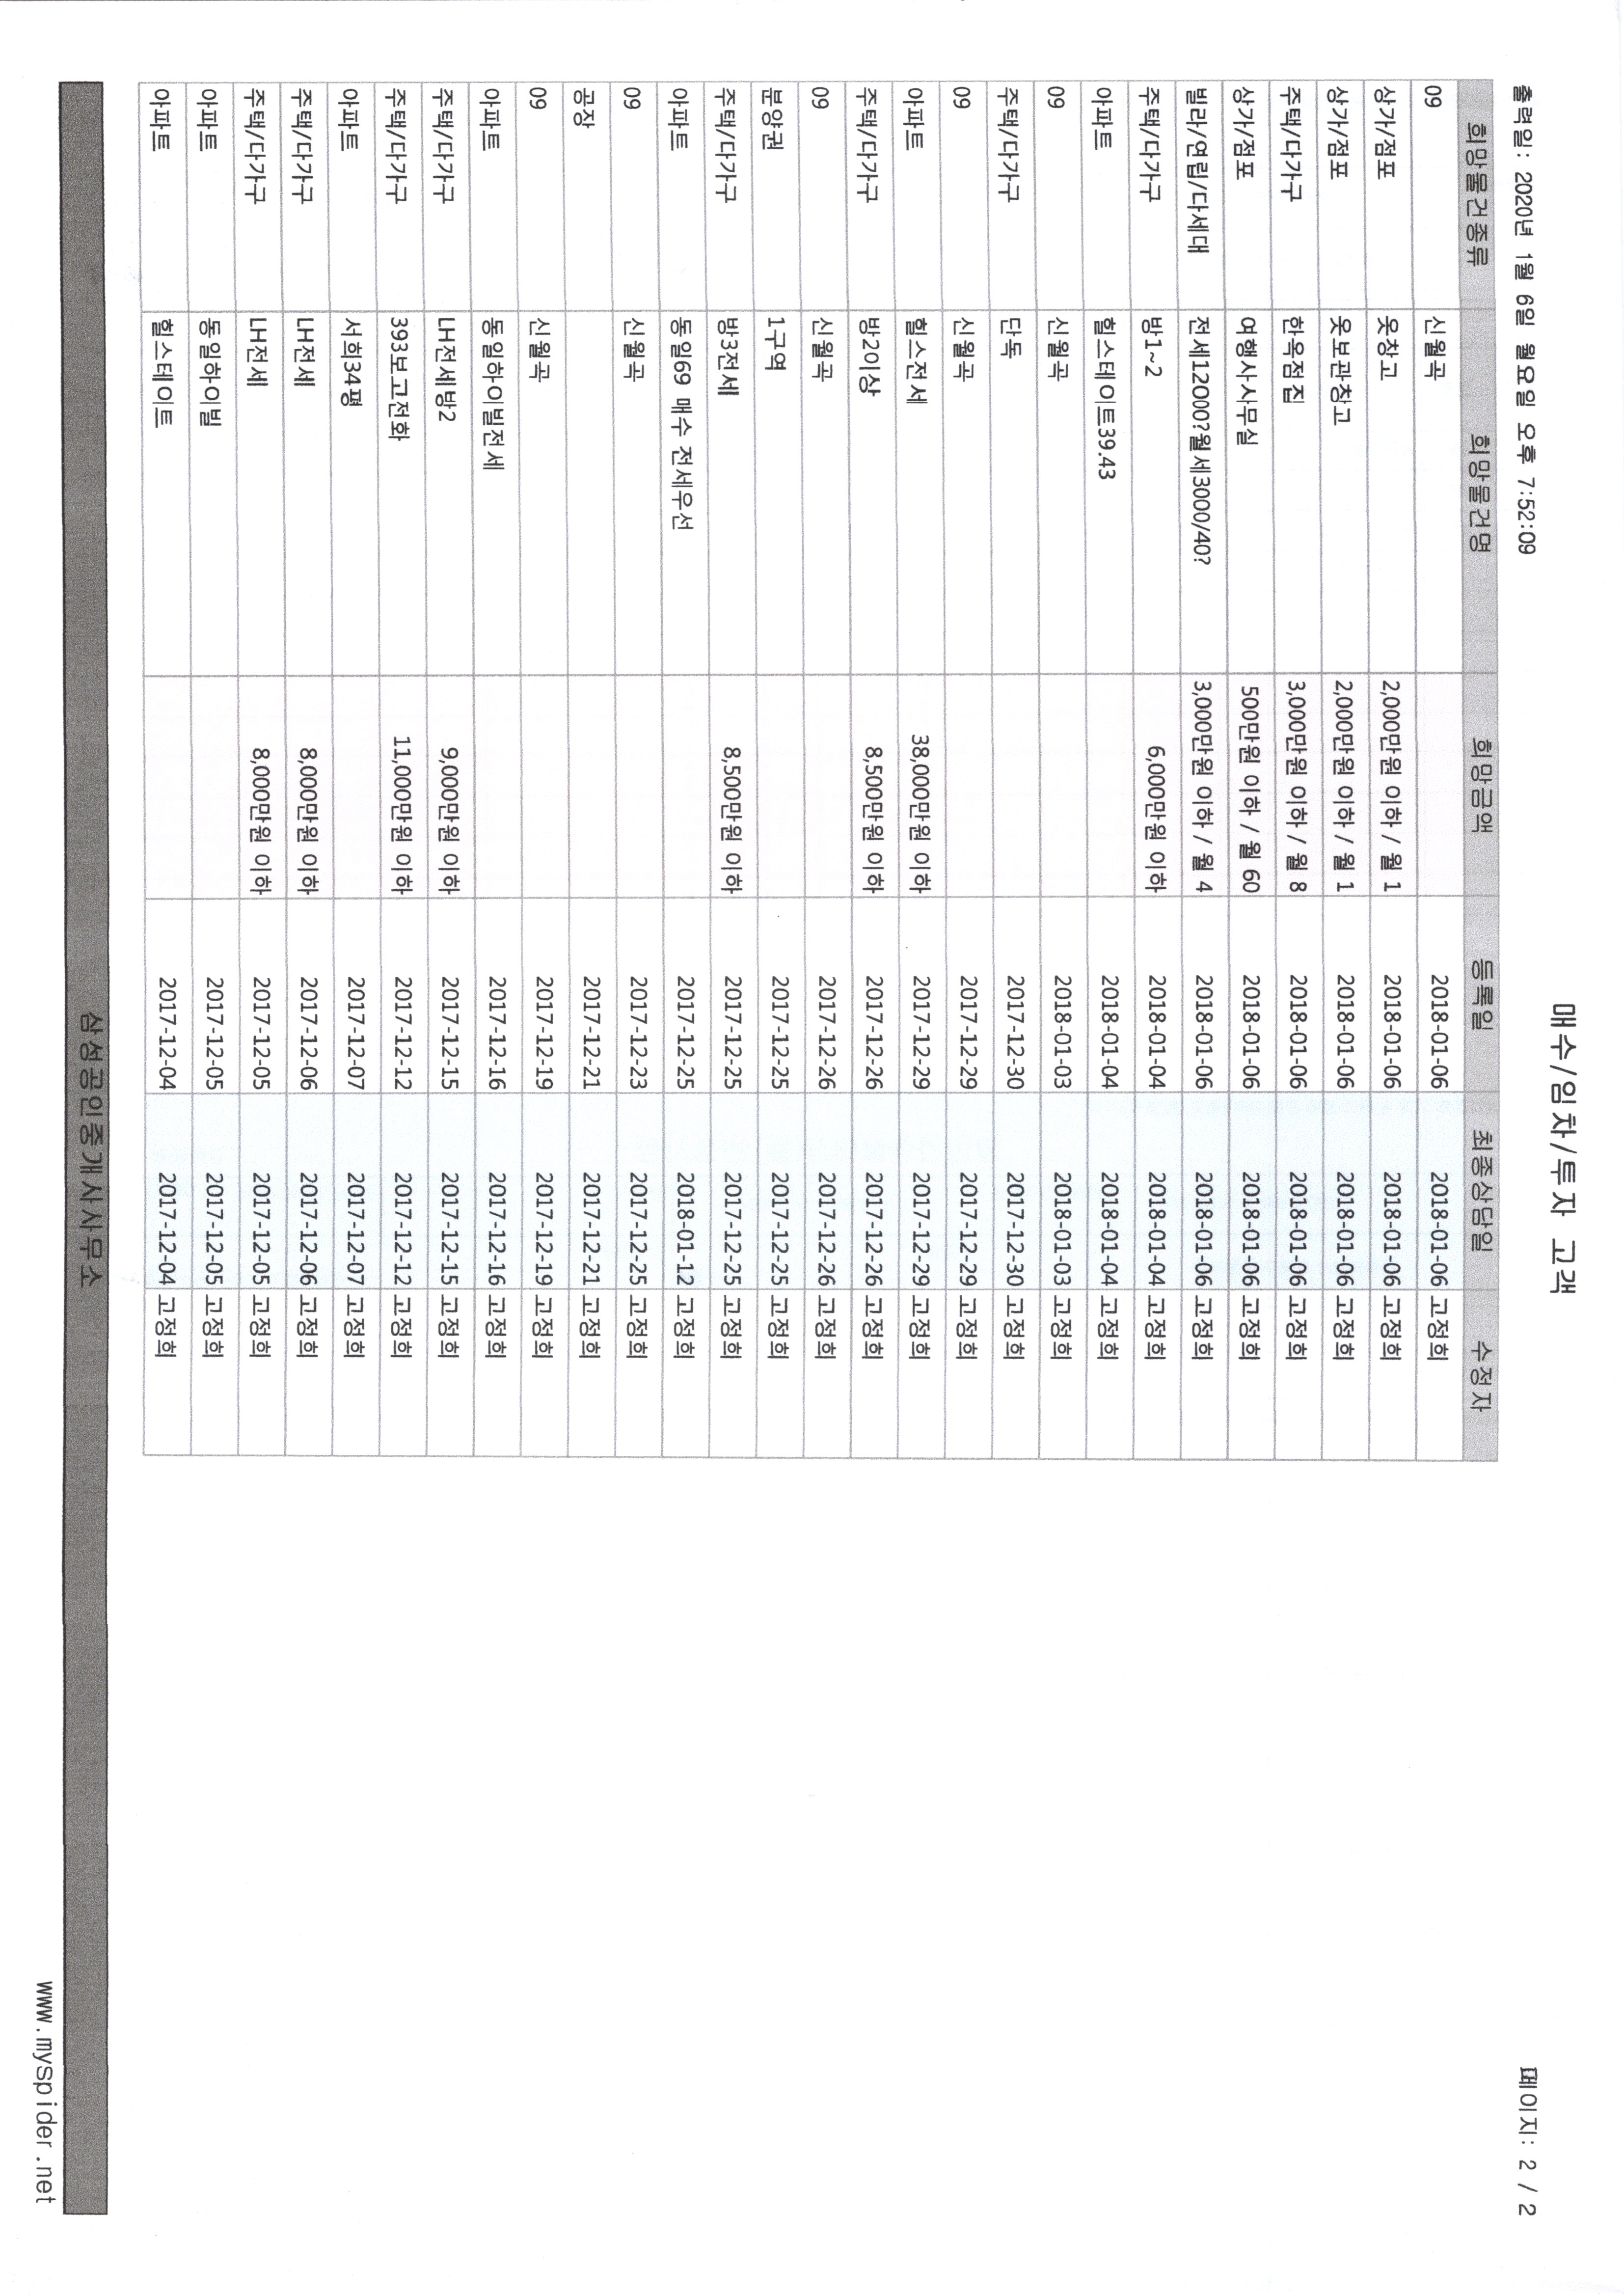 매수/임차/투자 고객
출력일: 2020년 1월 6일 월요일 오후 7:52:09 페이지: 2 / 2
희망물건종류 희망물건명 희망금액 등록일 최종상담일 수정자
09 신월곡 2018-01-06 2018-01-06 고정희
상가/점포 옷창고 2,000만원 이하 / 월 1 2018-01-06 2018-01-06 고정희
상가/점포 옷보관창고 2,000만원 이하 / 월 1 2018-01-06 2018-01-06 고정희
주택/다가구 한옥점집 3,000만원 이하 / 월 8 2018-01-06 2018-01-06 고정희
상가/점포 여행사사무실 500만원 이하 / 월 60 2018-01-06 2018-01-06 고정희
빌라/연립/다세대 전세12000?월세3000/40? 3,000만원 이하 / 월 4 2018-01-06 2018-01-06 고정희
주택/다가구 방1~2 6,000만원 이하 2018-01-04 2018-01-04 고정희
아파트 힐스테이트39.43 2018-01-04 2018-01-04 고정희
09 신월곡 2018-01-03 2018-01-03 고정희
주택/다가구 단독 2017-12-30 2017-12-30 고정희
09 신월곡 2017-12-29 2017-12-29 고정희
아파트 힐스전세 38,000만원 이하 2017-12-29 2017-12-29 고정희
주택/다가구 방2이상 8,500만원 이하 2017-12-26 2017-12-26 고정희
09 신월곡 2017-12-26 2017-12-26 고정희
분양권 1구역 2017-12-25 2017-12-25 고정희
주택/다가구 방3전세 8,500만원 이하 2017-12-25 2017-12-25 고정희
아파트 동일69 매수 전세우선 2017-12-25 2018-01-12 고정희
09 신월곡 2017-12-23 2017-12-25 고정희
공장 2017-12-21 2017-12-21 고정희
09 신월곡 2017-12-19 2017-12-19 고정희
아파트 동일하이빌전세 2017-12-16 2017-12-16 고정희
주택/다가구 LH전세방2 9,000만원 이하 2017-12-15 2017-12-15 고정희
주택/다가구 393보고전화 11,000만원 이하 2017-12-12 2017-12-12 고정희
아파트 서희34평 2017-12-07 2017-12-07 고정희
주택/다가구 LH전세 8,000만원 이하 2017-12-06 2017-12-06 고정희
주택/다가구 LH전세 8,000만원 이하 2017-12-05 2017-12-05 고정희
아파트 동일하이빌 2017-12-05 2017-12-05 고정희
아파트 힐스테이트 2017-12-04 2017-12-04 고정희
삼성공인중개사사무소
www.myspider.net